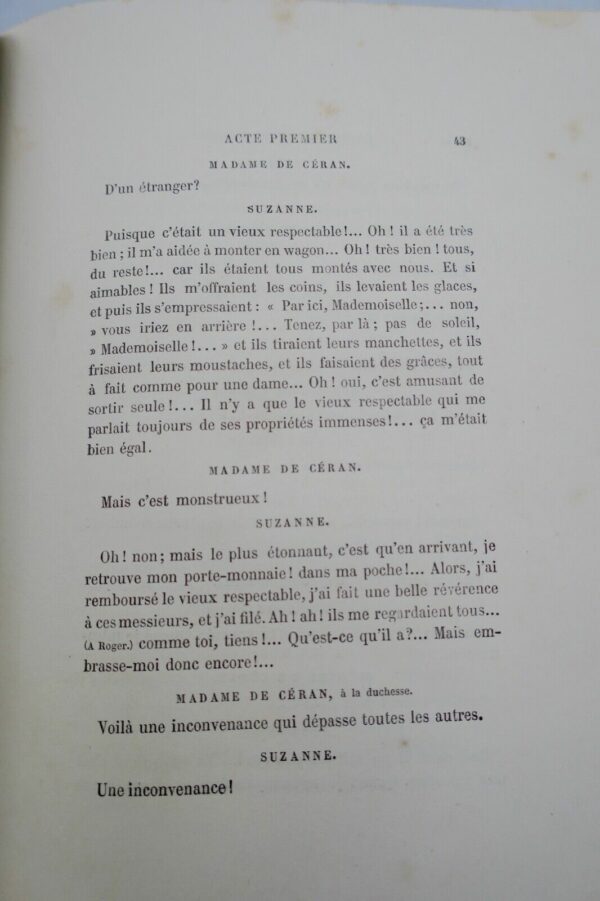 ACTE PREMIER 43
MADAME DE CÉRAN.
D'un étranger?
SUZANNE.
Puisque c'était un vieux respectable!... Oh! il a été très
bien; il m'a aidée à monter en wagon... Oh! très bien! tous,
du reste!... car ils étaient tous montés avec nous. Et si
aimables! Ils m'offraient les coins, ils levaient les glaces,
et puis ils s'empressaient: « Par ici, Mademoiselle;... non,
» vous iriez en arrière!... Tenez, par là; pas de soleil,
» Mademoiselle!... » et ils tiraient leurs manchettes, et ils
frisaient leurs moustaches, et ils faisaient des grâces, tout
à fait comme pour une dame... Oh! oui, c'est amusant de
sortir seule!... Il n'y a que le vieux respectable qui me
parlait toujours de ses propriétés immenses!... ça m'était
bien égal.
MADAME DE CÉRAN.
Mais c'est monstrueux!
SUZANNE.
Oh! non; mais le plus étonnant, c'est qu'en arrivant, je
retrouve mon porte-monnaie! dans ma poche!... Alors, j'ai
remboursé le vieux respectable, j'ai fait une belle révérence
à ces messieurs, et j'ai filé. Ah! ah! ils me regardaient tous...
(A Roger.) comme toi, tiens!... Qu'est-ce qu'il a?... Mais em-
brasse-moi donc encore!...
MADAME DE CÉRAN, à la duchesse.
Voilà une inconvenance qui dépasse toutes les autres.
SUZANNE.
Une inconvenance!